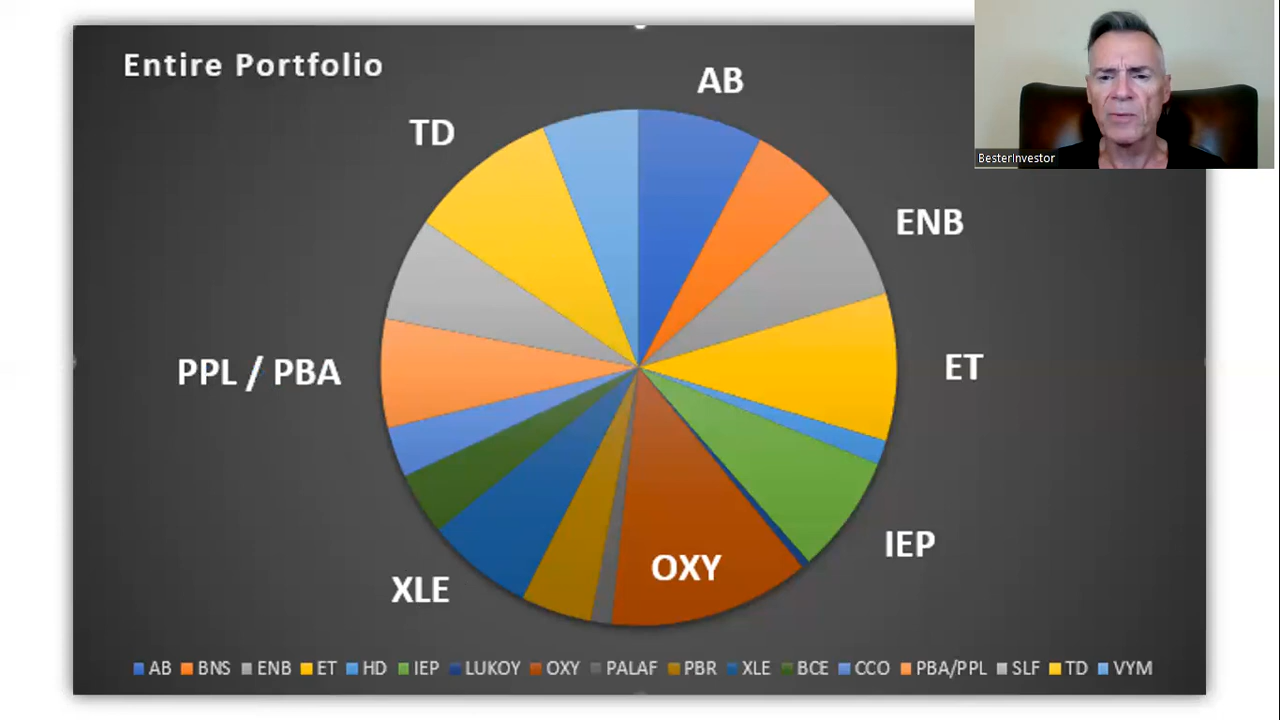 Entire Portfolio
AB
TD
BesterInvestor
ENB
ET
PPL / PBA
IEP
OXY
XLE
AB BNS ENB ET HD IEP LUKOY OXY PALAF PBR XLE BCE CCO PBA/PPL SLF TD VYM